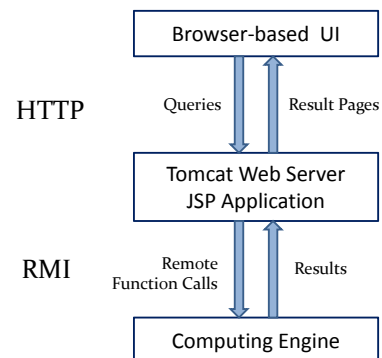 Browser-based UI
HTTP
Queries
Result Pages
Tomcat Web Server
JSP Application
RMI
Remote
Function Calls
Results
Computing Engine